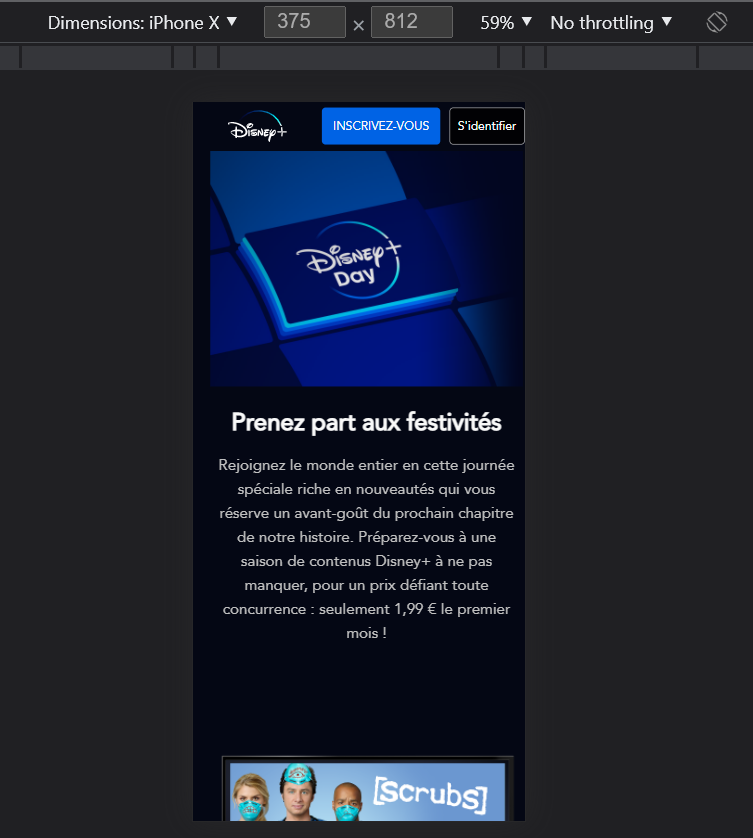 Dimensions: iPhone X ▼ 375 × 812 59% ▼ No throttling ▼
Disney+ INSCRIVEZ-VOUS S'identifier
Disney+
Day
Prenez part aux festivités
Rejoignez le monde entier en cette journée
spéciale riche en nouveautés qui vous
réserve un avant-goût du prochain chapitre
de notre histoire. Préparez-vous à une
saison de contenus Disney+ à ne pas
manquer, pour un prix défiant toute
concurrence : seulement 1,99 € le premier
mois !
[scrubs]